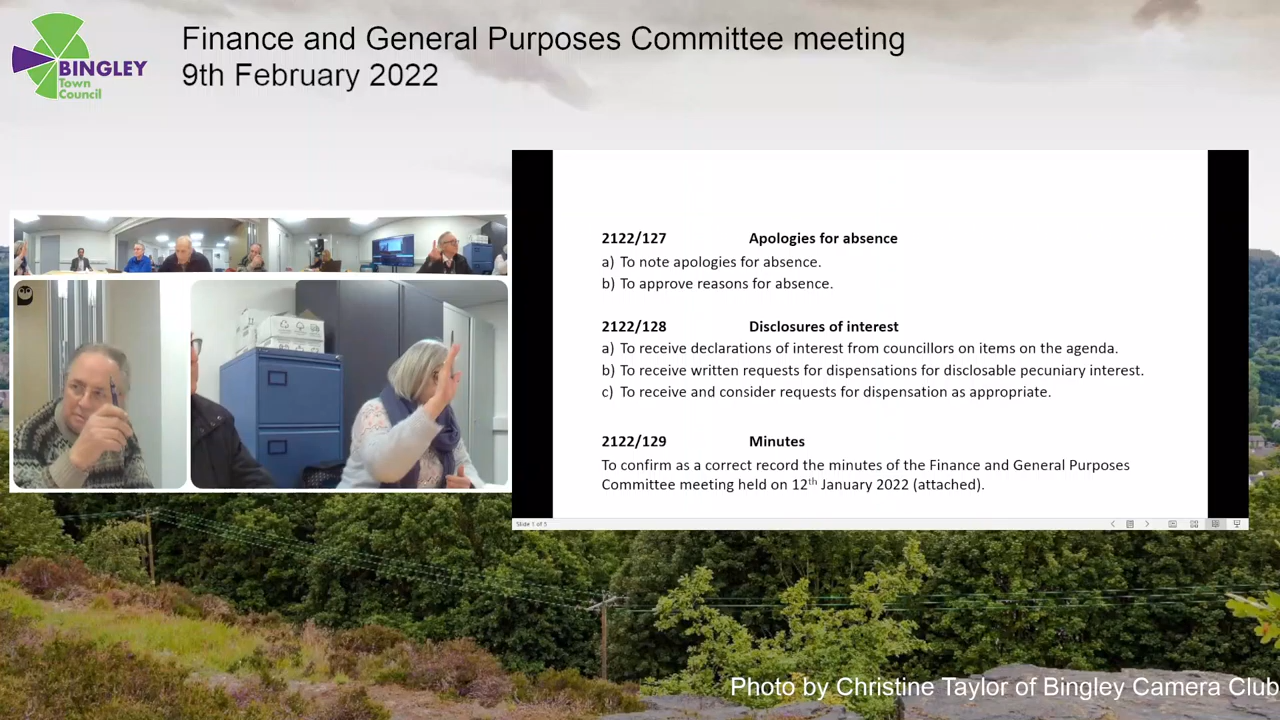 BINGLEY
Town
Council
Finance and General Purposes Committee meeting
9th February 2022
2122/127 Apologies for absence
a) To note apologies for absence.
b) To approve reasons for absence.
2122/128 Disclosures of interest
a) To receive declarations of interest from councillors on items on the agenda.
b) To receive written requests for dispensations for disclosable pecuniary interest.
c) To receive and consider requests for dispensation as appropriate.
2122/129 Minutes
To confirm as a correct record the minutes of the Finance and General Purposes
Committee meeting held on 12th January 2022 (attached).
Slide 1 of 5
Photo by Christine Taylor of Bingley Camera Club